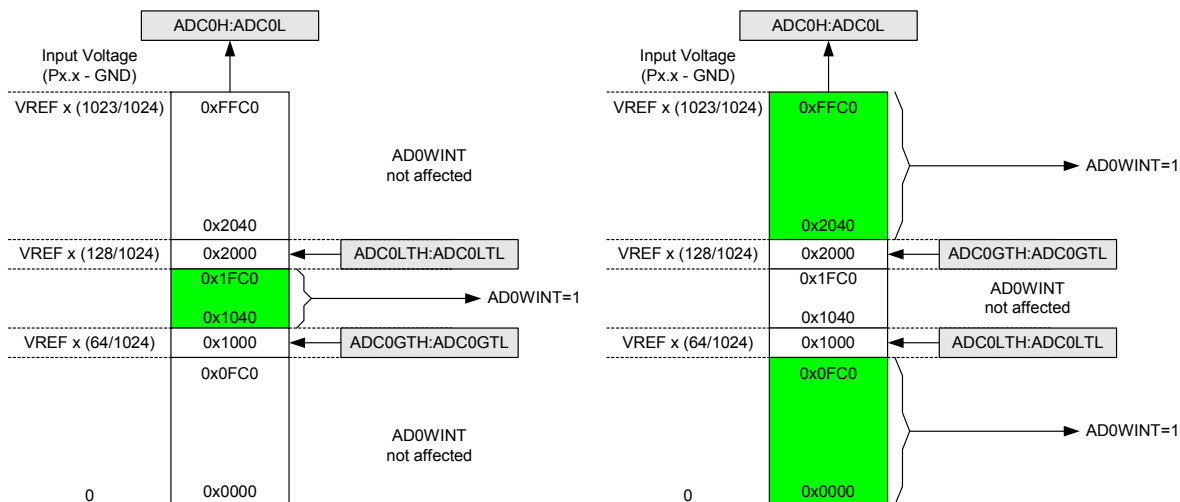 ADC0H:ADC0L
Input Voltage
(Px.x - GND)
VREF x (1023/1024)
0xFFC0
AD0WINT
not affected
0x2040
VREF x (128/1024)
0x2000
ADC0LTH:ADC0LTL
0x1FC0
AD0WINT=1
0x1040
VREF x (64/1024)
0x1000
ADC0GTH:ADC0GTL
0x0FC0
AD0WINT
not affected
0
0x0000
ADC0H:ADC0L
Input Voltage
(Px.x - GND)
VREF x (1023/1024)
0xFFC0
AD0WINT=1
0x2040
VREF x (128/1024)
0x2000
ADC0GTH:ADC0GTL
0x1FC0
AD0WINT
not affected
0x1040
VREF x (64/1024)
0x1000
ADC0LTH:ADC0LTL
0x0FC0
AD0WINT=1
0
0x0000